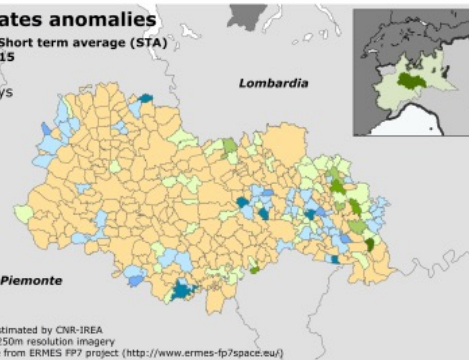 ates anomalies
Short term average (STA)
15
ys
Lombardia
Piemonte
stimated by CNR-IREA
250m resolution imagery
e from ERMES FP7 project (http://www.ermes-fp7space.eu/)